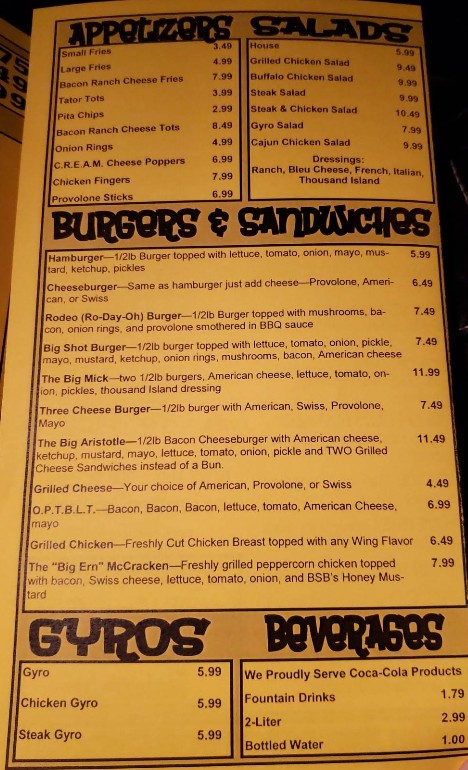 APPETIZERS
Small Fries 3.49
Large Fries 4.99
Bacon Ranch Cheese Fries 7.99
Tator Tots 3.99
Pita Chips 2.99
Bacon Ranch Cheese Tots 8.49
Onion Rings 4.99
C.R.E.A.M. Cheese Poppers 6.99
Chicken Fingers 7.99
Provolone Sticks 6.99
SALADS
House 5.99
Grilled Chicken Salad 9.49
Buffalo Chicken Salad 9.99
Steak Salad 9.99
Steak & Chicken Salad 10.49
Gyro Salad 7.99
Cajun Chicken Salad 9.99
Dressings:
Ranch, Bleu Cheese, French, Italian,
Thousand Island
BURGERS & SANDWICHES
Hamburger—1/2lb Burger topped with lettuce, tomato, onion, mayo, mus- 5.99
tard, ketchup, pickles
Cheeseburger—Same as hamburger just add cheese—Provolone, Ameri- 6.49
can, or Swiss
Rodeo (Ro-Day-Oh) Burger—1/2lb Burger topped with mushrooms, ba- 7.49
con, onion rings, and provolone smothered in BBQ sauce
Big Shot Burger—1/2lb burger topped with lettuce, tomato, onion, pickle, 7.49
mayo, mustard, ketchup, onion rings, mushrooms, bacon, American cheese
The Big Mick—two 1/2lb burgers, American cheese, lettuce, tomato, on- 11.99
ion, pickles, thousand Island dressing
Three Cheese Burger—1/2lb burger with American, Swiss, Provolone, 7.49
Mayo
The Big Aristotle—1/2lb Bacon Cheeseburger with American cheese, 11.49
ketchup, mustard, mayo, lettuce, tomato, onion, pickle and TWO Grilled
Cheese Sandwiches instead of a Bun.
Grilled Cheese—Your choice of American, Provolone, or Swiss 4.49
O.P.T.B.L.T.—Bacon, Bacon, Bacon, lettuce, tomato, American Cheese, 6.99
mayo
Grilled Chicken—Freshly Cut Chicken Breast topped with any Wing Flavor 6.49
The "Big Ern" McCracken—Freshly grilled peppercorn chicken topped 7.99
with bacon, Swiss cheese, lettuce, tomato, onion, and BSB's Honey Mus-
tard
GYROS
Gyro 5.99
Chicken Gyro 5.99
Steak Gyro 5.99
BEVERAGES
We Proudly Serve Coca-Cola Products
Fountain Drinks 1.79
2-Liter 2.99
Bottled Water 1.00